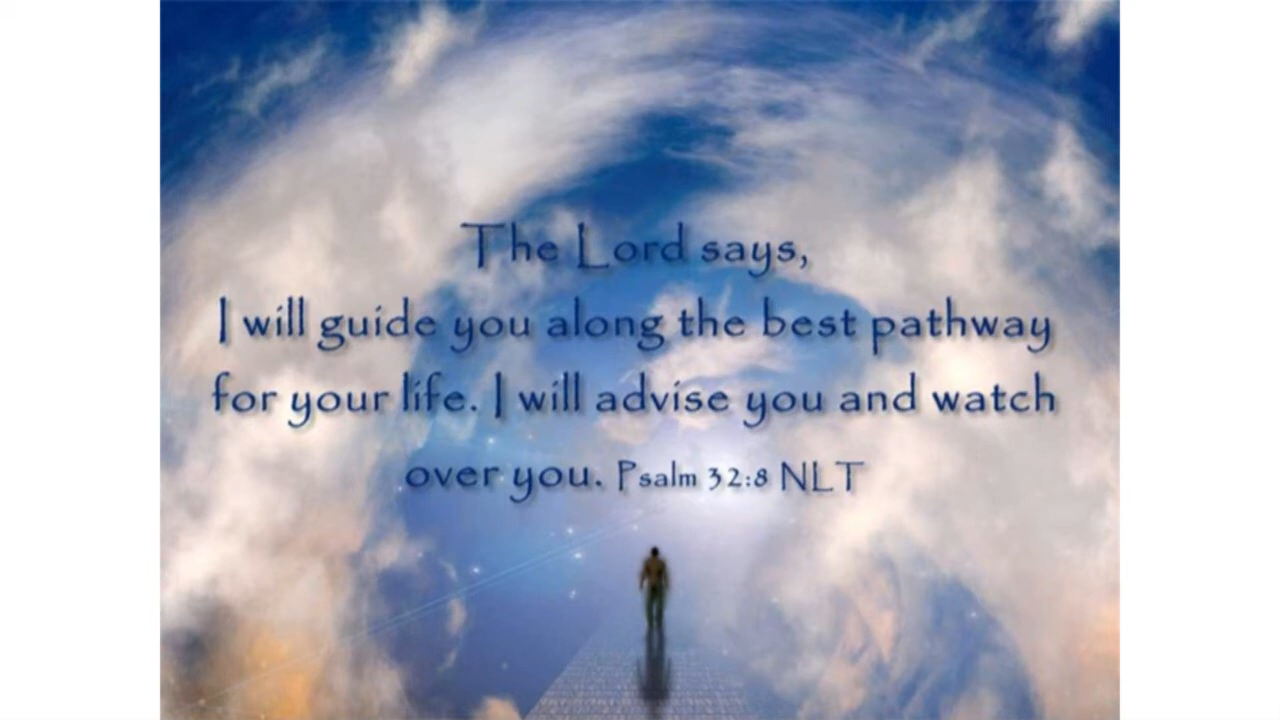 The Lord says,
I will guide you along the best pathway
for your life. I will advise you and watch
over you. Psalm 32:8 NLT